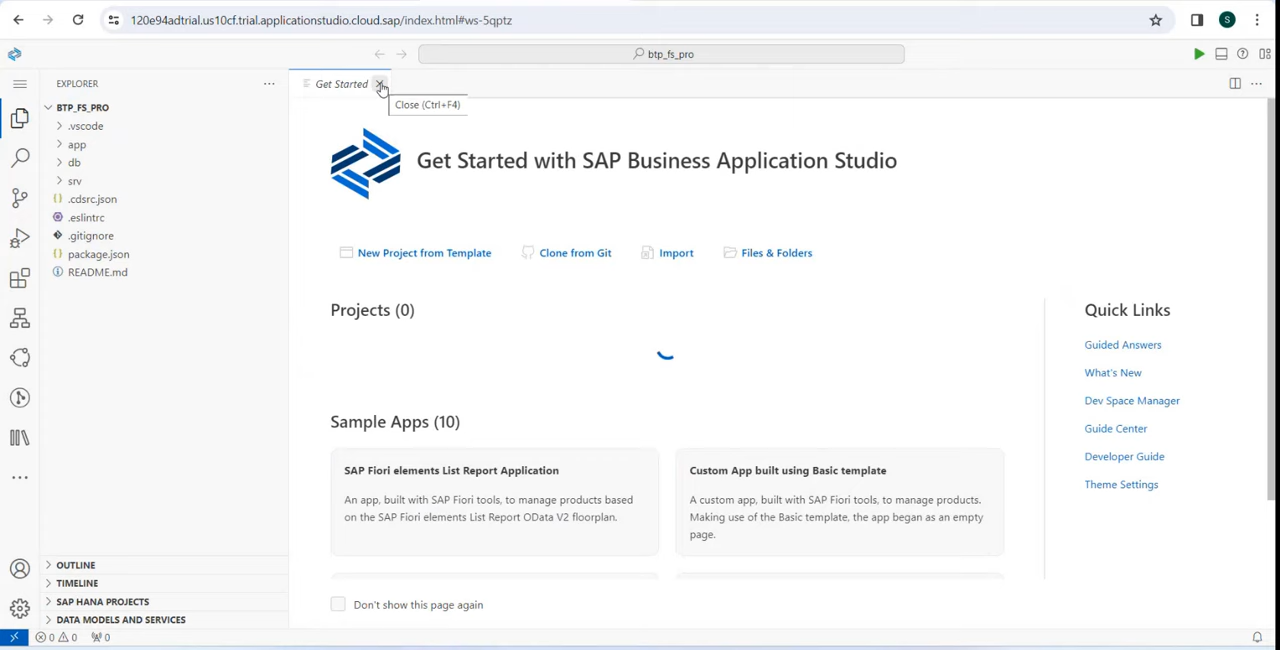 120e94adtrial.us10cf.trial.applicationstudio.cloud.sap/index.html#ws-5qptz
S
btp_fs_pro
EXPLORER
Get Started
Close (Ctrl+F4)
BTP_FS_PRO
.vscode
app
db
srv
{} .cdsrc.json
.eslintrc
.gitignore
{} package.json
README.md
Get Started with SAP Business Application Studio
New Project from Template
Clone from Git
Import
Files & Folders
Projects (0)
Quick Links
Guided Answers
What's New
Dev Space Manager
Guide Center
Developer Guide
Theme Settings
Sample Apps (10)
SAP Fiori elements List Report Application
An app, built with SAP Fiori tools, to manage products based
on the SAP Fiori elements List Report OData V2 floorplan.
Custom App built using Basic template
A custom app, built with SAP Fiori tools, to manage products.
Making use of the Basic template, the app began as an empty
page.
Don't show this page again
OUTLINE
TIMELINE
SAP HANA PROJECTS
DATA MODELS AND SERVICES
0 0 0